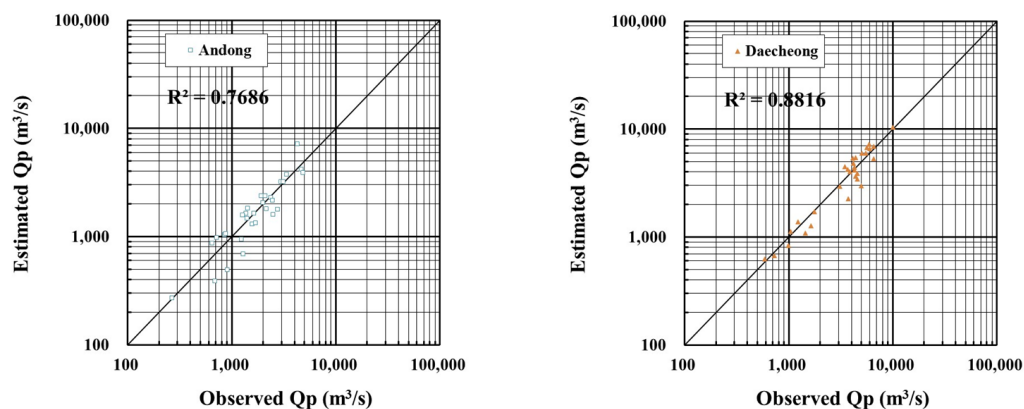 100,000
10,000
1,000
100
100
1,000
10,000
100,000
Estimated Qp (m³/s)
Observed Qp (m³/s)
Andong
R² = 0.7686
100,000
10,000
1,000
100
100
1,000
10,000
100,000
Estimated Qp (m³/s)
Observed Qp (m³/s)
Daecheong
R² = 0.8816